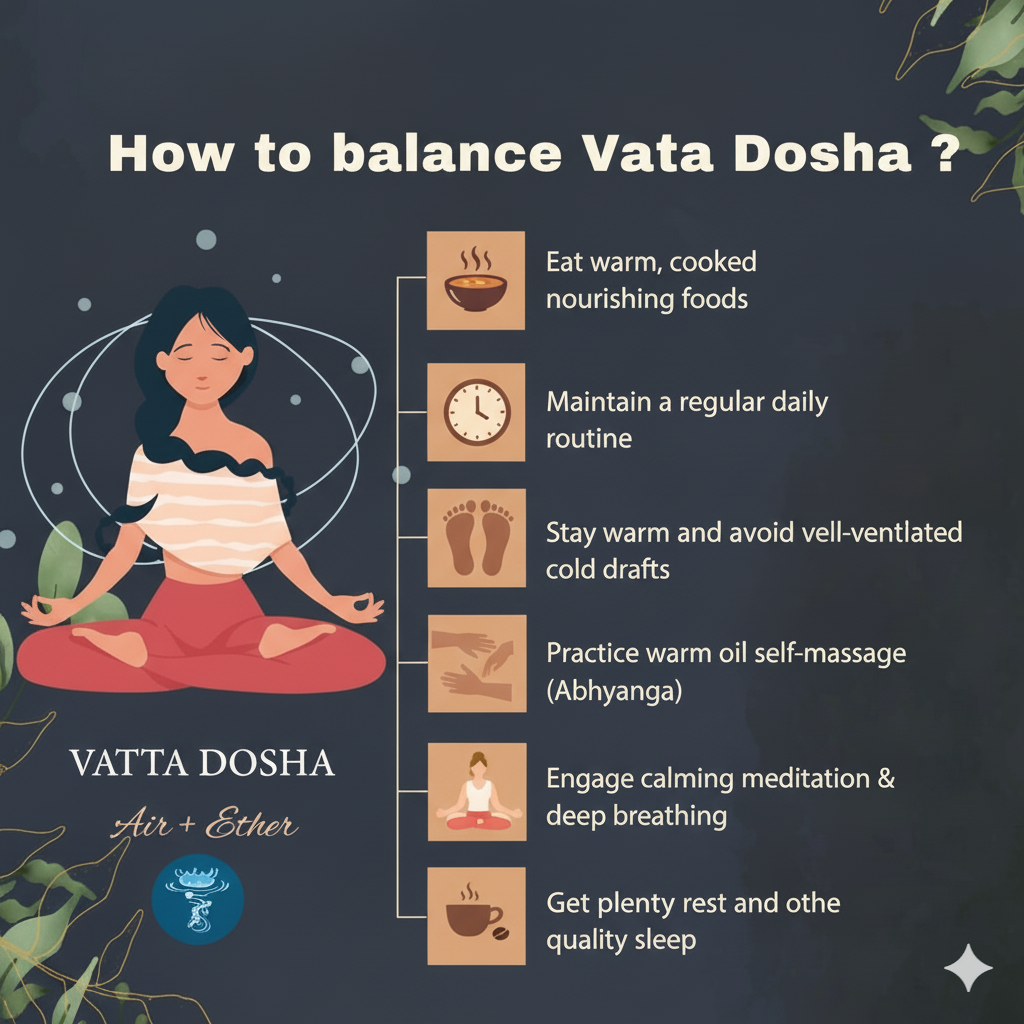 How to balance Vata Dosha ?
Eat warm, cooked
nourishing foods
Maintain a regular daily
routine
Stay warm and avoid vell-ventlated
cold drafts
Practice warm oil self-massage
(Abhyanga)
Engage calming meditation &
deep breathing
Get plenty rest and othe
quality sleep
VATTA DOSHA
Air + Ether